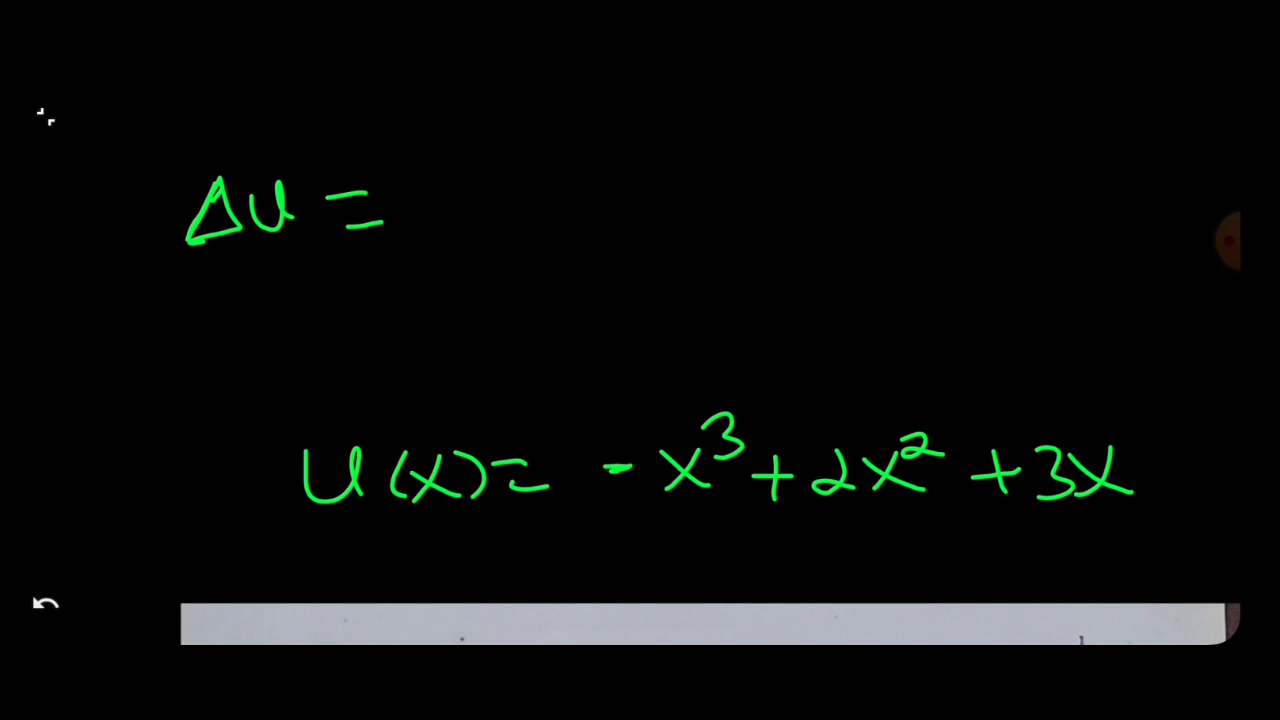 Δu =
u(x) = -x³ + 2x² + 3x